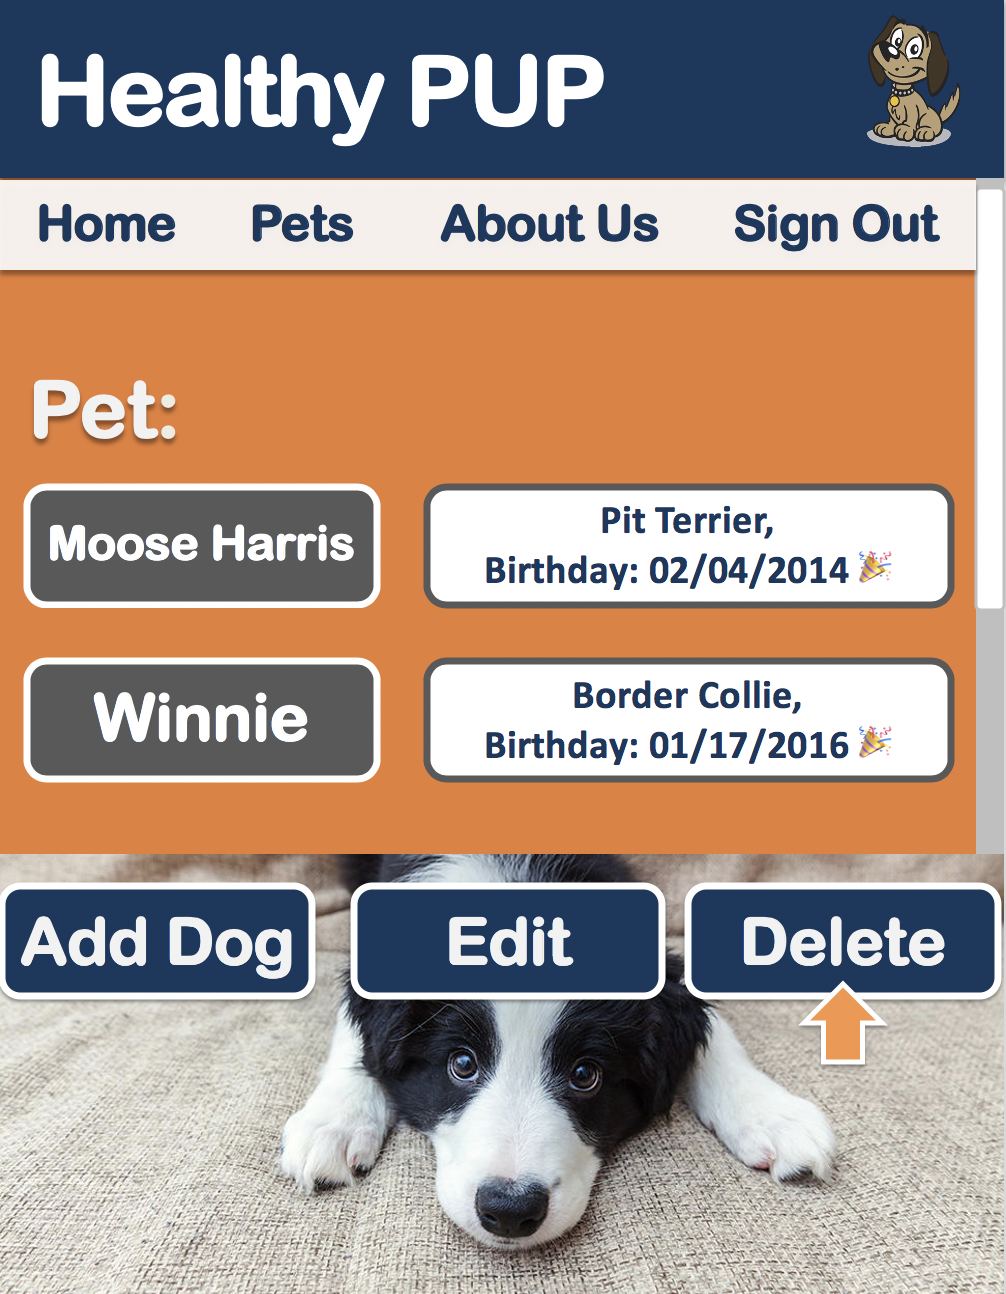 Healthy PUP
Home Pets About Us Sign Out
Pet:
Moose Harris
Pit Terrier,
Birthday: 02/04/2014 🎉
Winnie
Border Collie,
Birthday: 01/17/2016 🎉
Add Dog Edit Delete